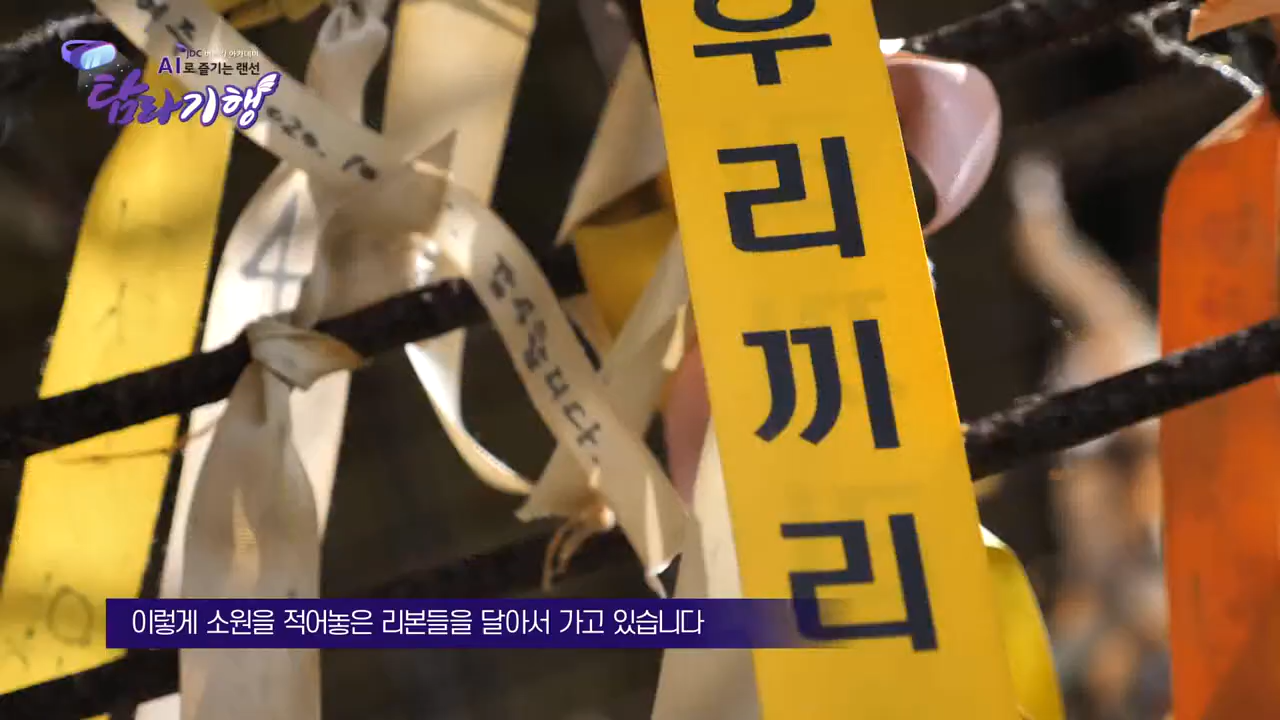 JDC
AI로 즐기는 랜선
탐라기행
우
리
끼
리
020. 10
4
이렇게 소원을 적어놓은 리본들을 달아서 가고 있습니다